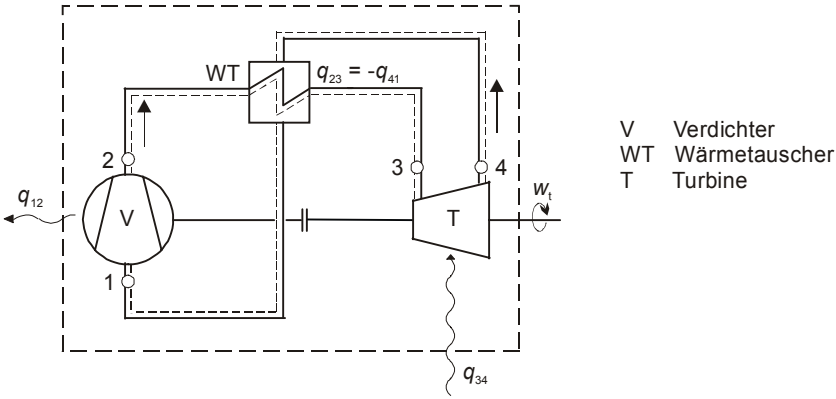 WT
q23 = -q41
2
3
4
q12
V
T
wt
1
q34
V Verdichter
WT Wärmetauscher
T Turbine